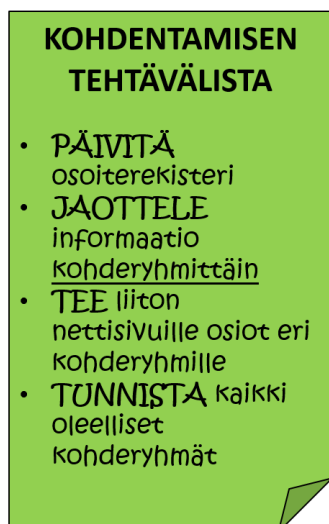 KOHDENTAMISEN
TEHTÄVÄLISTA
• PÄIVITÄ
osoiterekisteri
• JAOTTELE
informaatio
kohderyhmittäin
• TEE liiton
nettisivuille osiot eri
kohderyhmille
• TUNNISTA kaikki
oleelliset
kohderyhmät